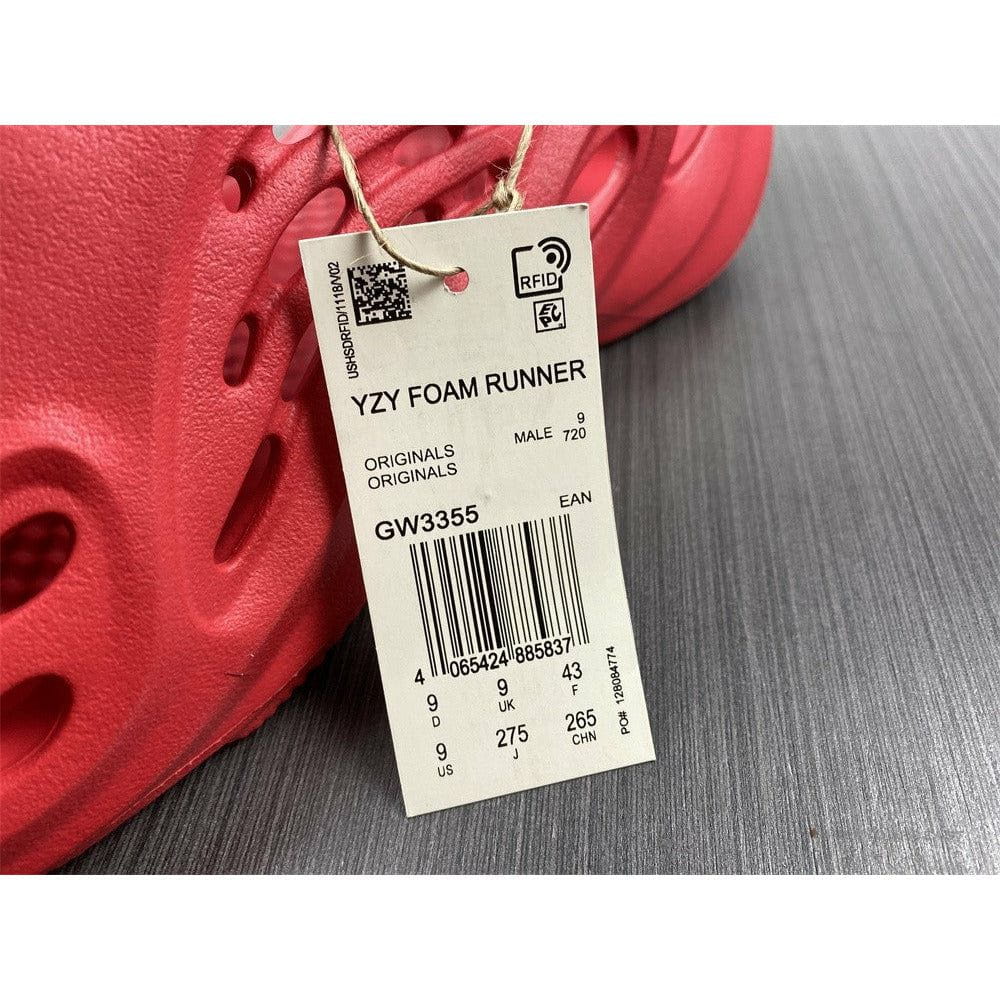 USHSDRFID/1118/V02
RFID
EPC
YZY FOAM RUNNER
MALE 9
720
ORIGINALS
ORIGINALS
EAN
GW3355
4 065424 885837
9 9 43
D UK F
9 275 265
US J CHN
PO# 128084774